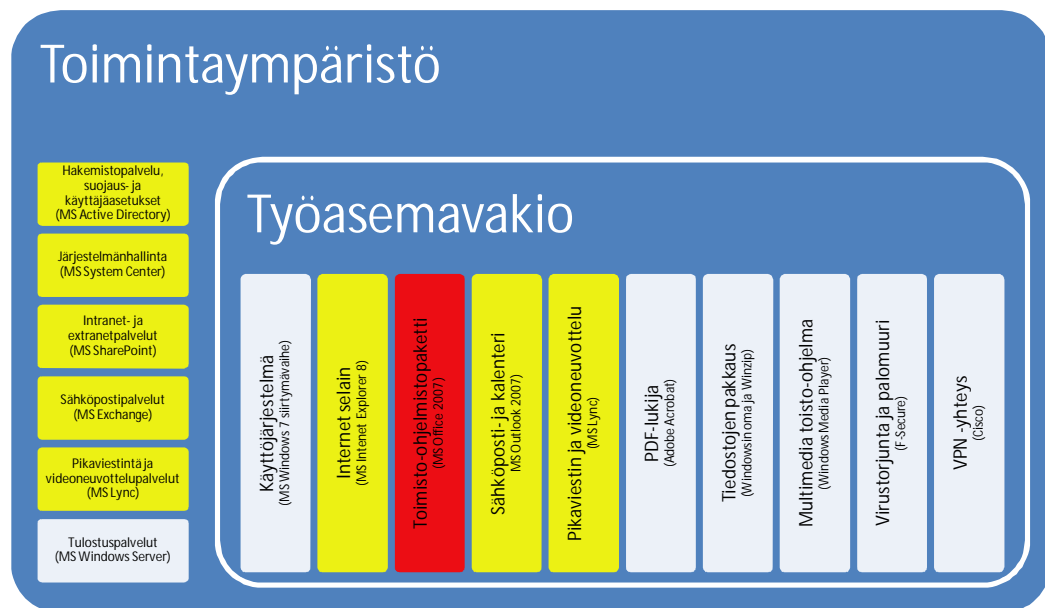 Toimintaympäristö
Hakemistopalvelu,
suojaus- ja
käyttäjäasetukset
(MS Active Directory)
Järjestelmänhallinta
(MS System Center)
Intranet- ja
extranetpalvelut
(MS SharePoint)
Sähköpostipalvelut
(MS Exchange)
Pikaviestintä ja
videoneuvottelupalvelut
(MS Lync)
Tulostuspalvelut
(MS Windows Server)
Työasemavakio
Käyttöjärjestelmä
(MS Windows 7 siirtymävaihe)
Internet selain
(MS Intenet Explorer 8)
Toimisto-ohjelmistopaketti
(MS Office 2007)
Sähköposti- ja kalenteri
MS Outlook 2007)
Pikaviestin ja videoneuvottelu
(MS Lync)
PDF-lukija
(Adobe Acrobat)
Tiedostojen pakkaus
(Windowsin oma ja Winzip)
Multimedia toisto-ohjelma
(Windows Media Player)
Virustorjunta ja palomuuri
(F-Secure)
VPN -yhteys
(Cisco)